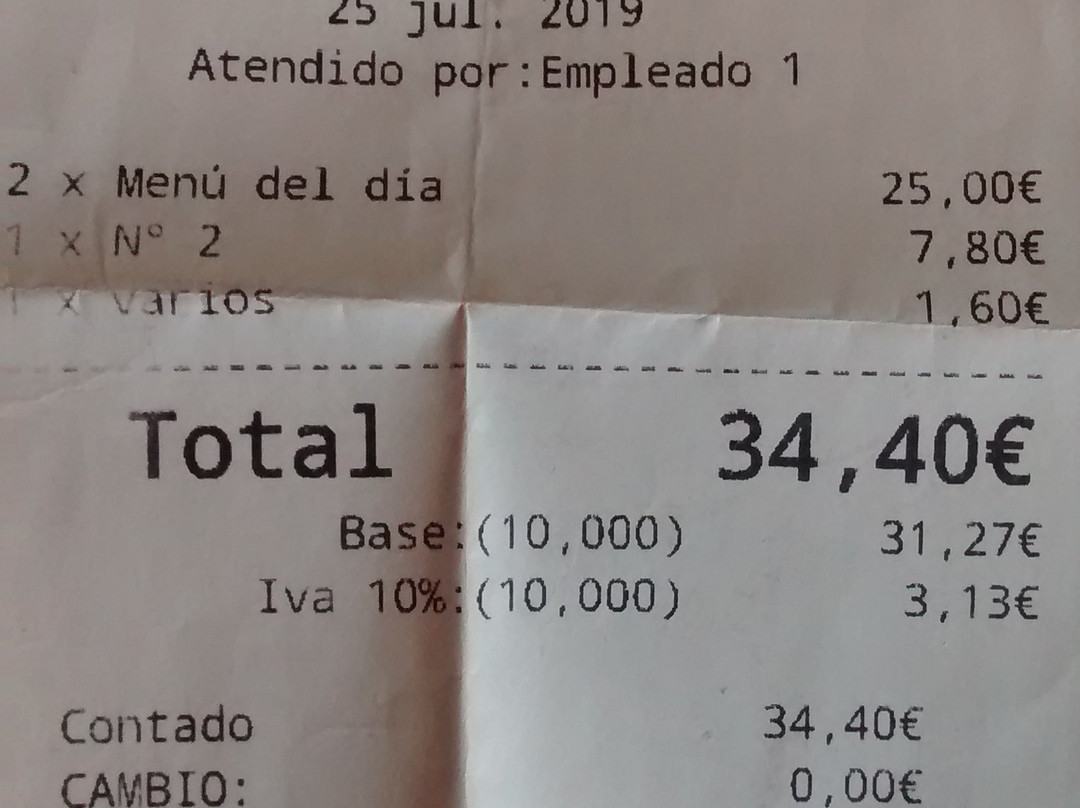 25 jul. 2019
Atendido por:Empleado 1
2 x Menú del día 25,00€
1 x Nº 2 7,80€
1 x varios 1,60€
Total 34,40€
Base:(10,000) 31,27€
Iva 10%:(10,000) 3,13€
Contado 34,40€
CAMBIO: 0,00€